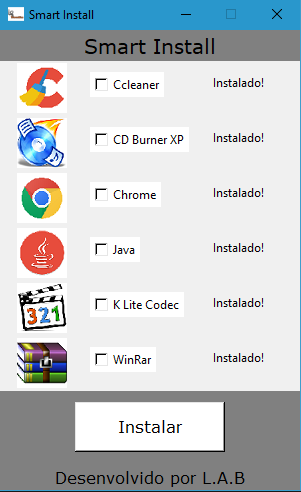 Smart Install
Smart Install
Ccleaner Instalado!
CD Burner XP Instalado!
Chrome Instalado!
Java Instalado!
321
K Lite Codec Instalado!
WinRar Instalado!
Instalar
Desenvolvido por L.A.B